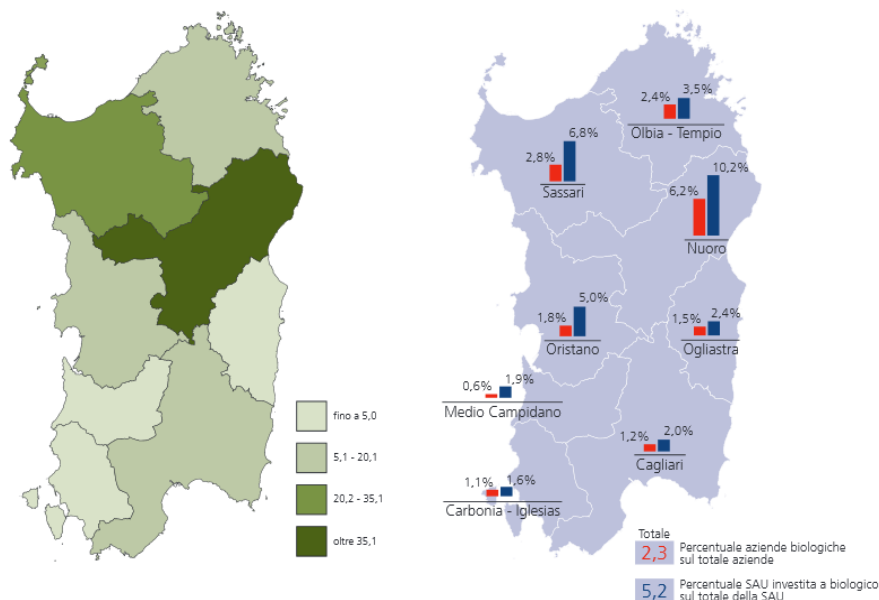 fino a 5,0
5,1 - 20,1
20,2 - 35,1
oltre 35,1
2,4% 3,5%
Olbia - Tempio
2,8% 6,8%
Sassari
6,2% 10,2%
Nuoro
1,8% 5,0%
Oristano
1,5% 2,4%
Ogliastra
0,6% 1,9%
Medio Campidano
1,2% 2,0%
Cagliari
1,1% 1,6%
Carbonia - Iglesias
Totale
2,3 Percentuale aziende biologiche
sul totale aziende
5,2 Percentuale SAU investita a biologico
sul totale della SAU